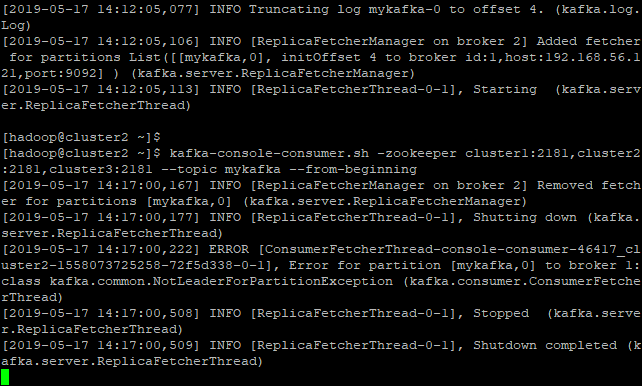 [2019-05-17 14:12:05,077] INFO Truncating log mykafka-0 to offset 4. (kafka.log.
Log)
[2019-05-17 14:12:05,106] INFO [ReplicaFetcherManager on broker 2] Added fetcher
 for partitions List([[mykafka,0], initOffset 4 to broker id:1,host:192.168.56.1
21,port:9092] ) (kafka.server.ReplicaFetcherManager)
[2019-05-17 14:12:05,113] INFO [ReplicaFetcherThread-0-1], Starting  (kafka.serv
er.ReplicaFetcherThread)
[hadoop@cluster2 ~]$
[hadoop@cluster2 ~]$ kafka-console-consumer.sh -zookeeper cluster1:2181,cluster2
:2181,cluster3:2181 --topic mykafka --from-beginning
[2019-05-17 14:17:00,167] INFO [ReplicaFetcherManager on broker 2] Removed fetch
er for partitions [mykafka,0] (kafka.server.ReplicaFetcherManager)
[2019-05-17 14:17:00,177] INFO [ReplicaFetcherThread-0-1], Shutting down (kafka.
server.ReplicaFetcherThread)
[2019-05-17 14:17:00,222] ERROR [ConsumerFetcherThread-console-consumer-46417_cl
uster2-1558073725258-72f5d338-0-1], Error for partition [mykafka,0] to broker 1:
class kafka.common.NotLeaderForPartitionException (kafka.consumer.ConsumerFetche
rThread)
[2019-05-17 14:17:00,508] INFO [ReplicaFetcherThread-0-1], Stopped  (kafka.serve
r.ReplicaFetcherThread)
[2019-05-17 14:17:00,509] INFO [ReplicaFetcherThread-0-1], Shutdown completed (k
afka.server.ReplicaFetcherThread)